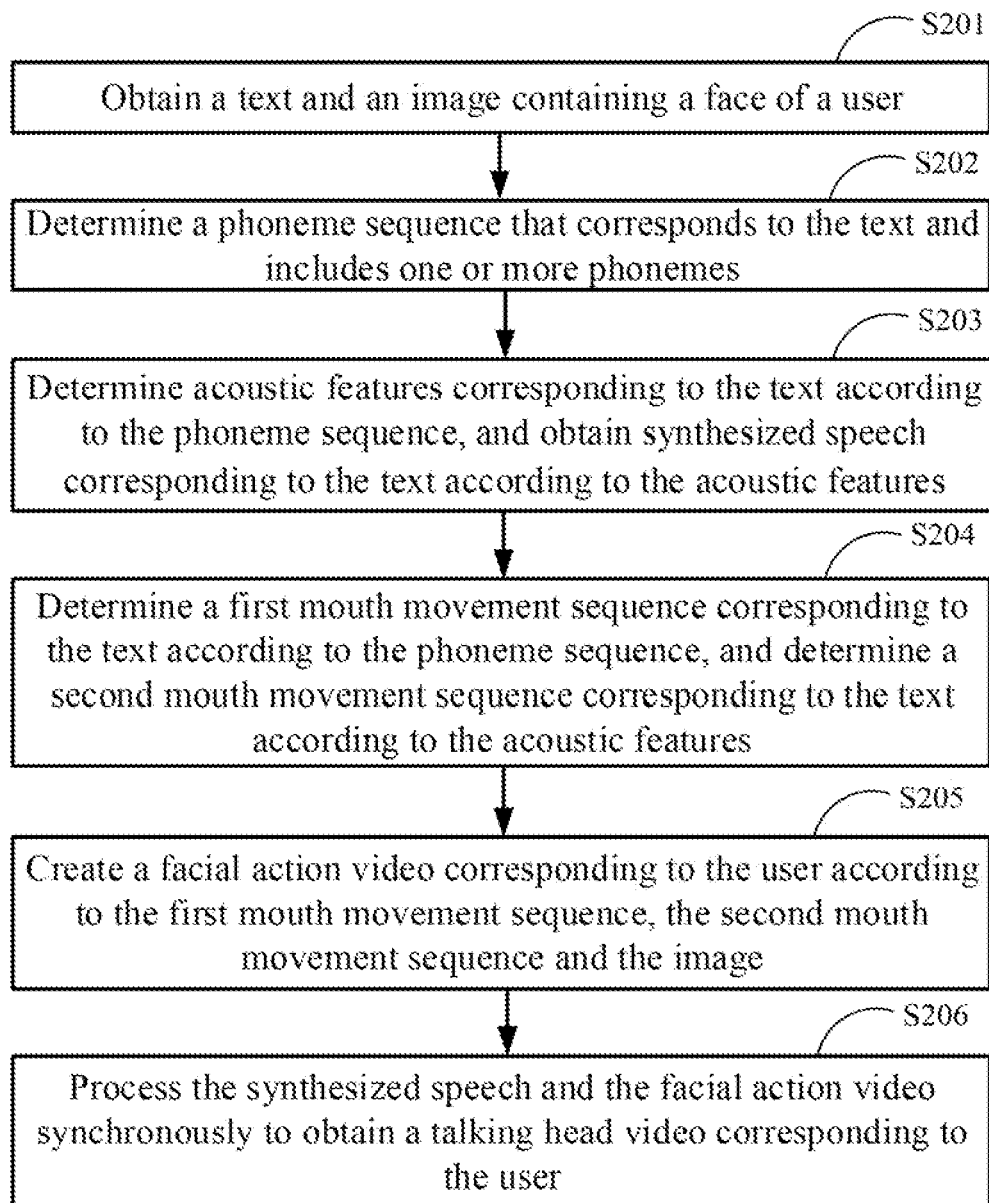 S201
Obtain a text and an image containing a face of a user
S202
Determine a phoneme sequence that corresponds to the text and
includes one or more phonemes
S203
Determine acoustic features corresponding to the text according
to the phoneme sequence, and obtain synthesized speech
corresponding to the text according to the acoustic features
S204
Determine a first mouth movement sequence corresponding to
the text according to the phoneme sequence, and determine a
second mouth movement sequence corresponding to the text
according to the acoustic features
S205
Create a facial action video corresponding to the user according
to the first mouth movement sequence, the second mouth
movement sequence and the image
S206
Process the synthesized speech and the facial action video
synchronously to obtain a talking head video corresponding to
the user